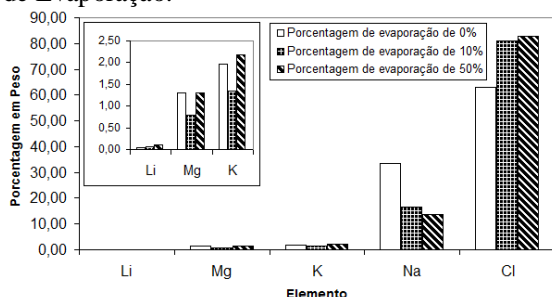 de Evaporação.
90,00
80,00
70,00
60,00
50,00
40,00
30,00
20,00
10,00
0,00
Porcentagem em Peso
2,50
2,00
1,50
1,00
0,50
0,00
Li Mg K
Porcentagem de evaporação de 0%
Porcentagem de evaporação de 10%
Porcentagem de evaporação de 50%
Li Mg K Na Cl
Elemento